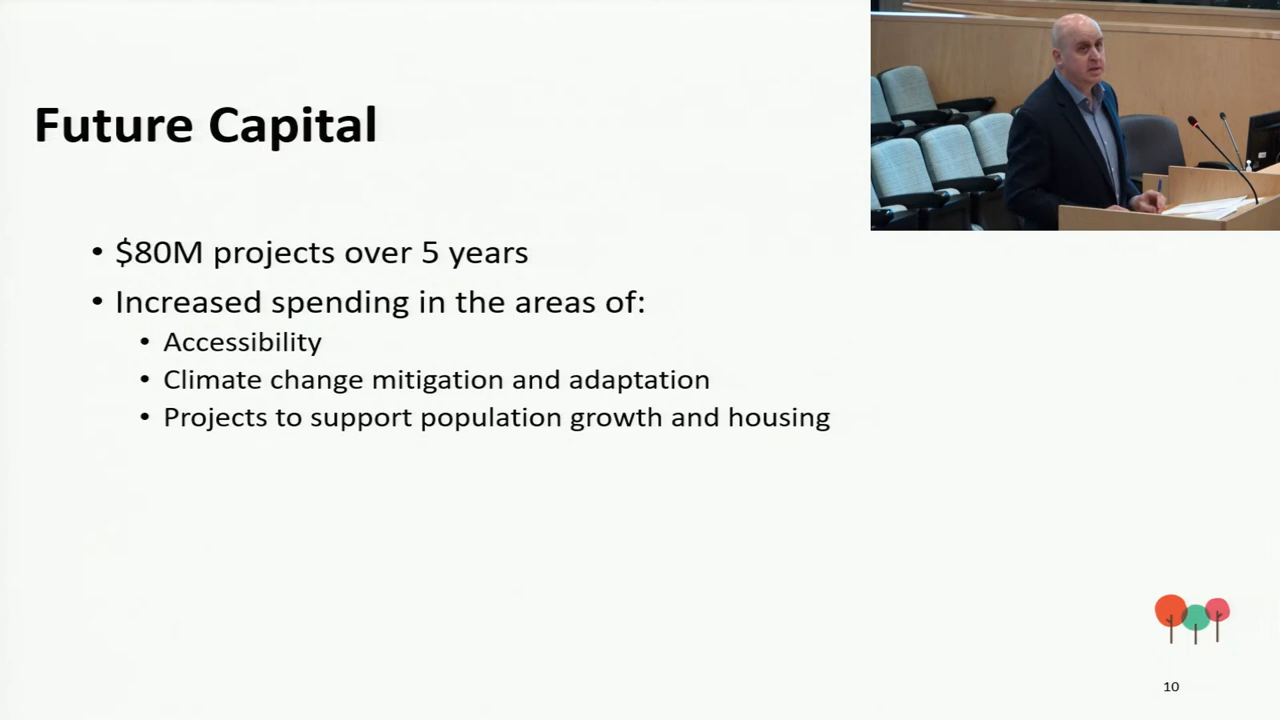 Future Capital
• $80M projects over 5 years
• Increased spending in the areas of:
• Accessibility
• Climate change mitigation and adaptation
• Projects to support population growth and housing
10